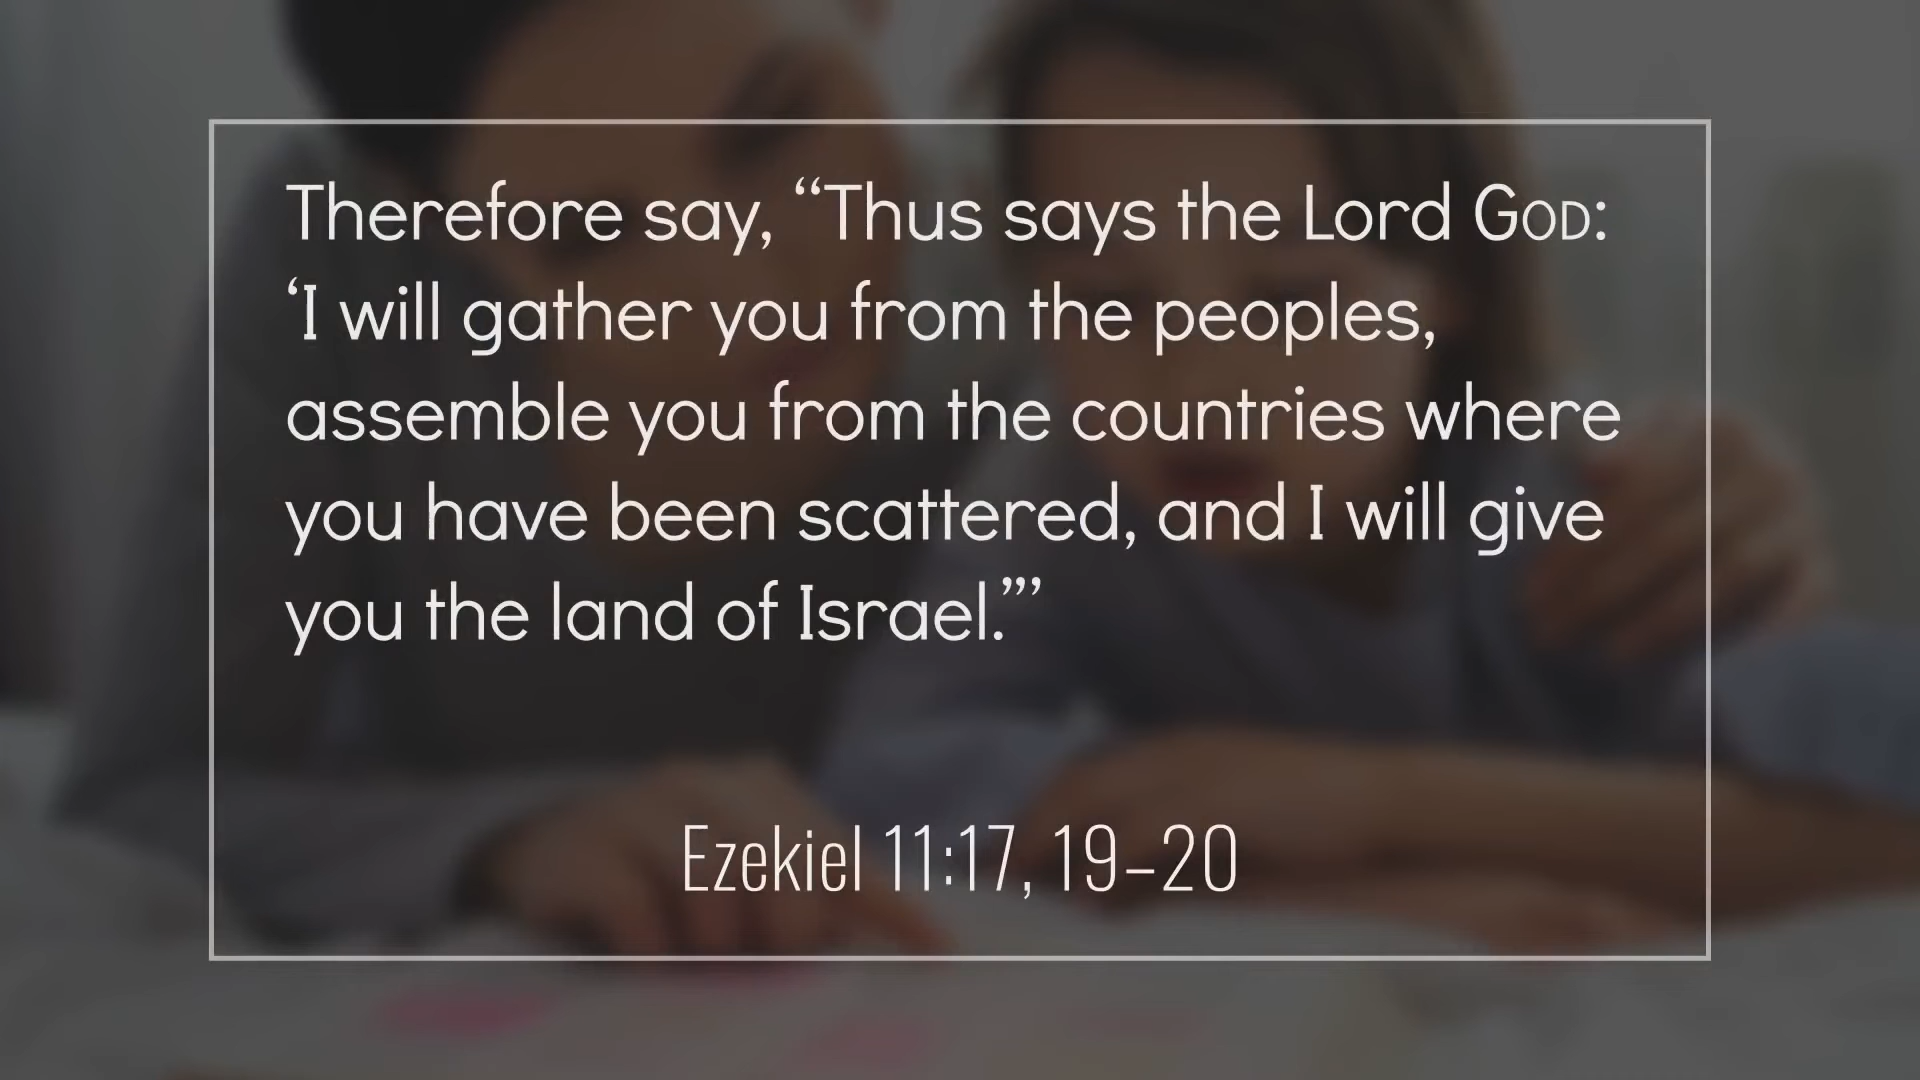 Therefore say, “Thus says the Lord GOD:
‘I will gather you from the peoples,
assemble you from the countries where
you have been scattered, and I will give
you the land of Israel.”’
Ezekiel 11:17, 19–20